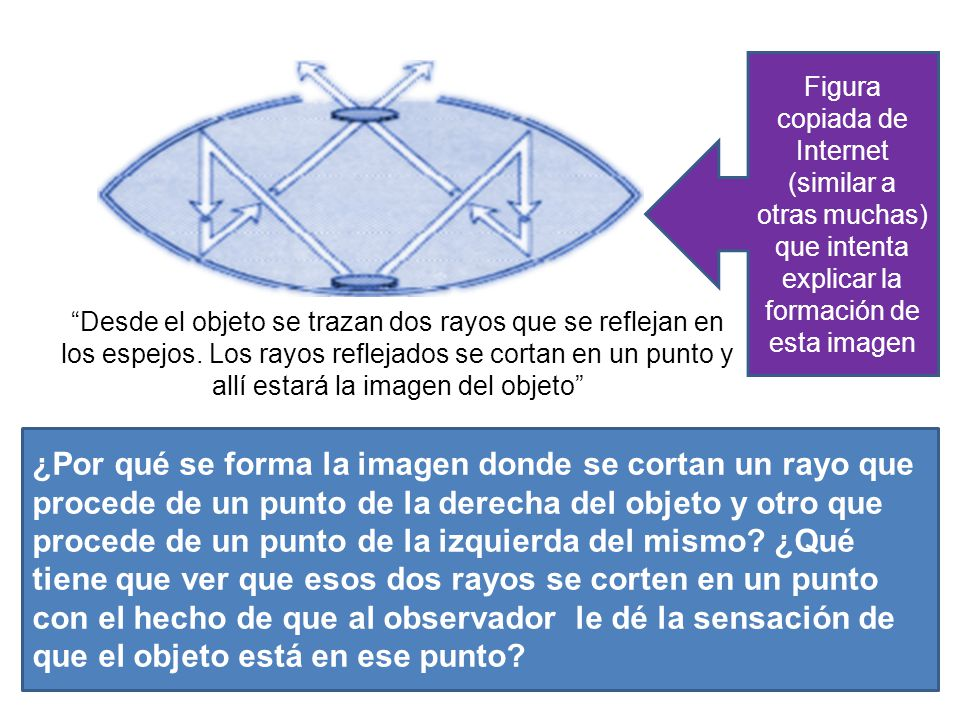 Figura
copiada de
Internet
(similar a
otras muchas)
que intenta
explicar la
formación de
esta imagen
“Desde el objeto se trazan dos rayos que se reflejan en
los espejos. Los rayos reflejados se cortan en un punto y
allí estará la imagen del objeto”
¿Por qué se forma la imagen donde se cortan un rayo que
procede de un punto de la derecha del objeto y otro que
procede de un punto de la izquierda del mismo? ¿Qué
tiene que ver que esos dos rayos se corten en un punto
con el hecho de que al observador  le dé la sensación de
que el objeto está en ese punto?